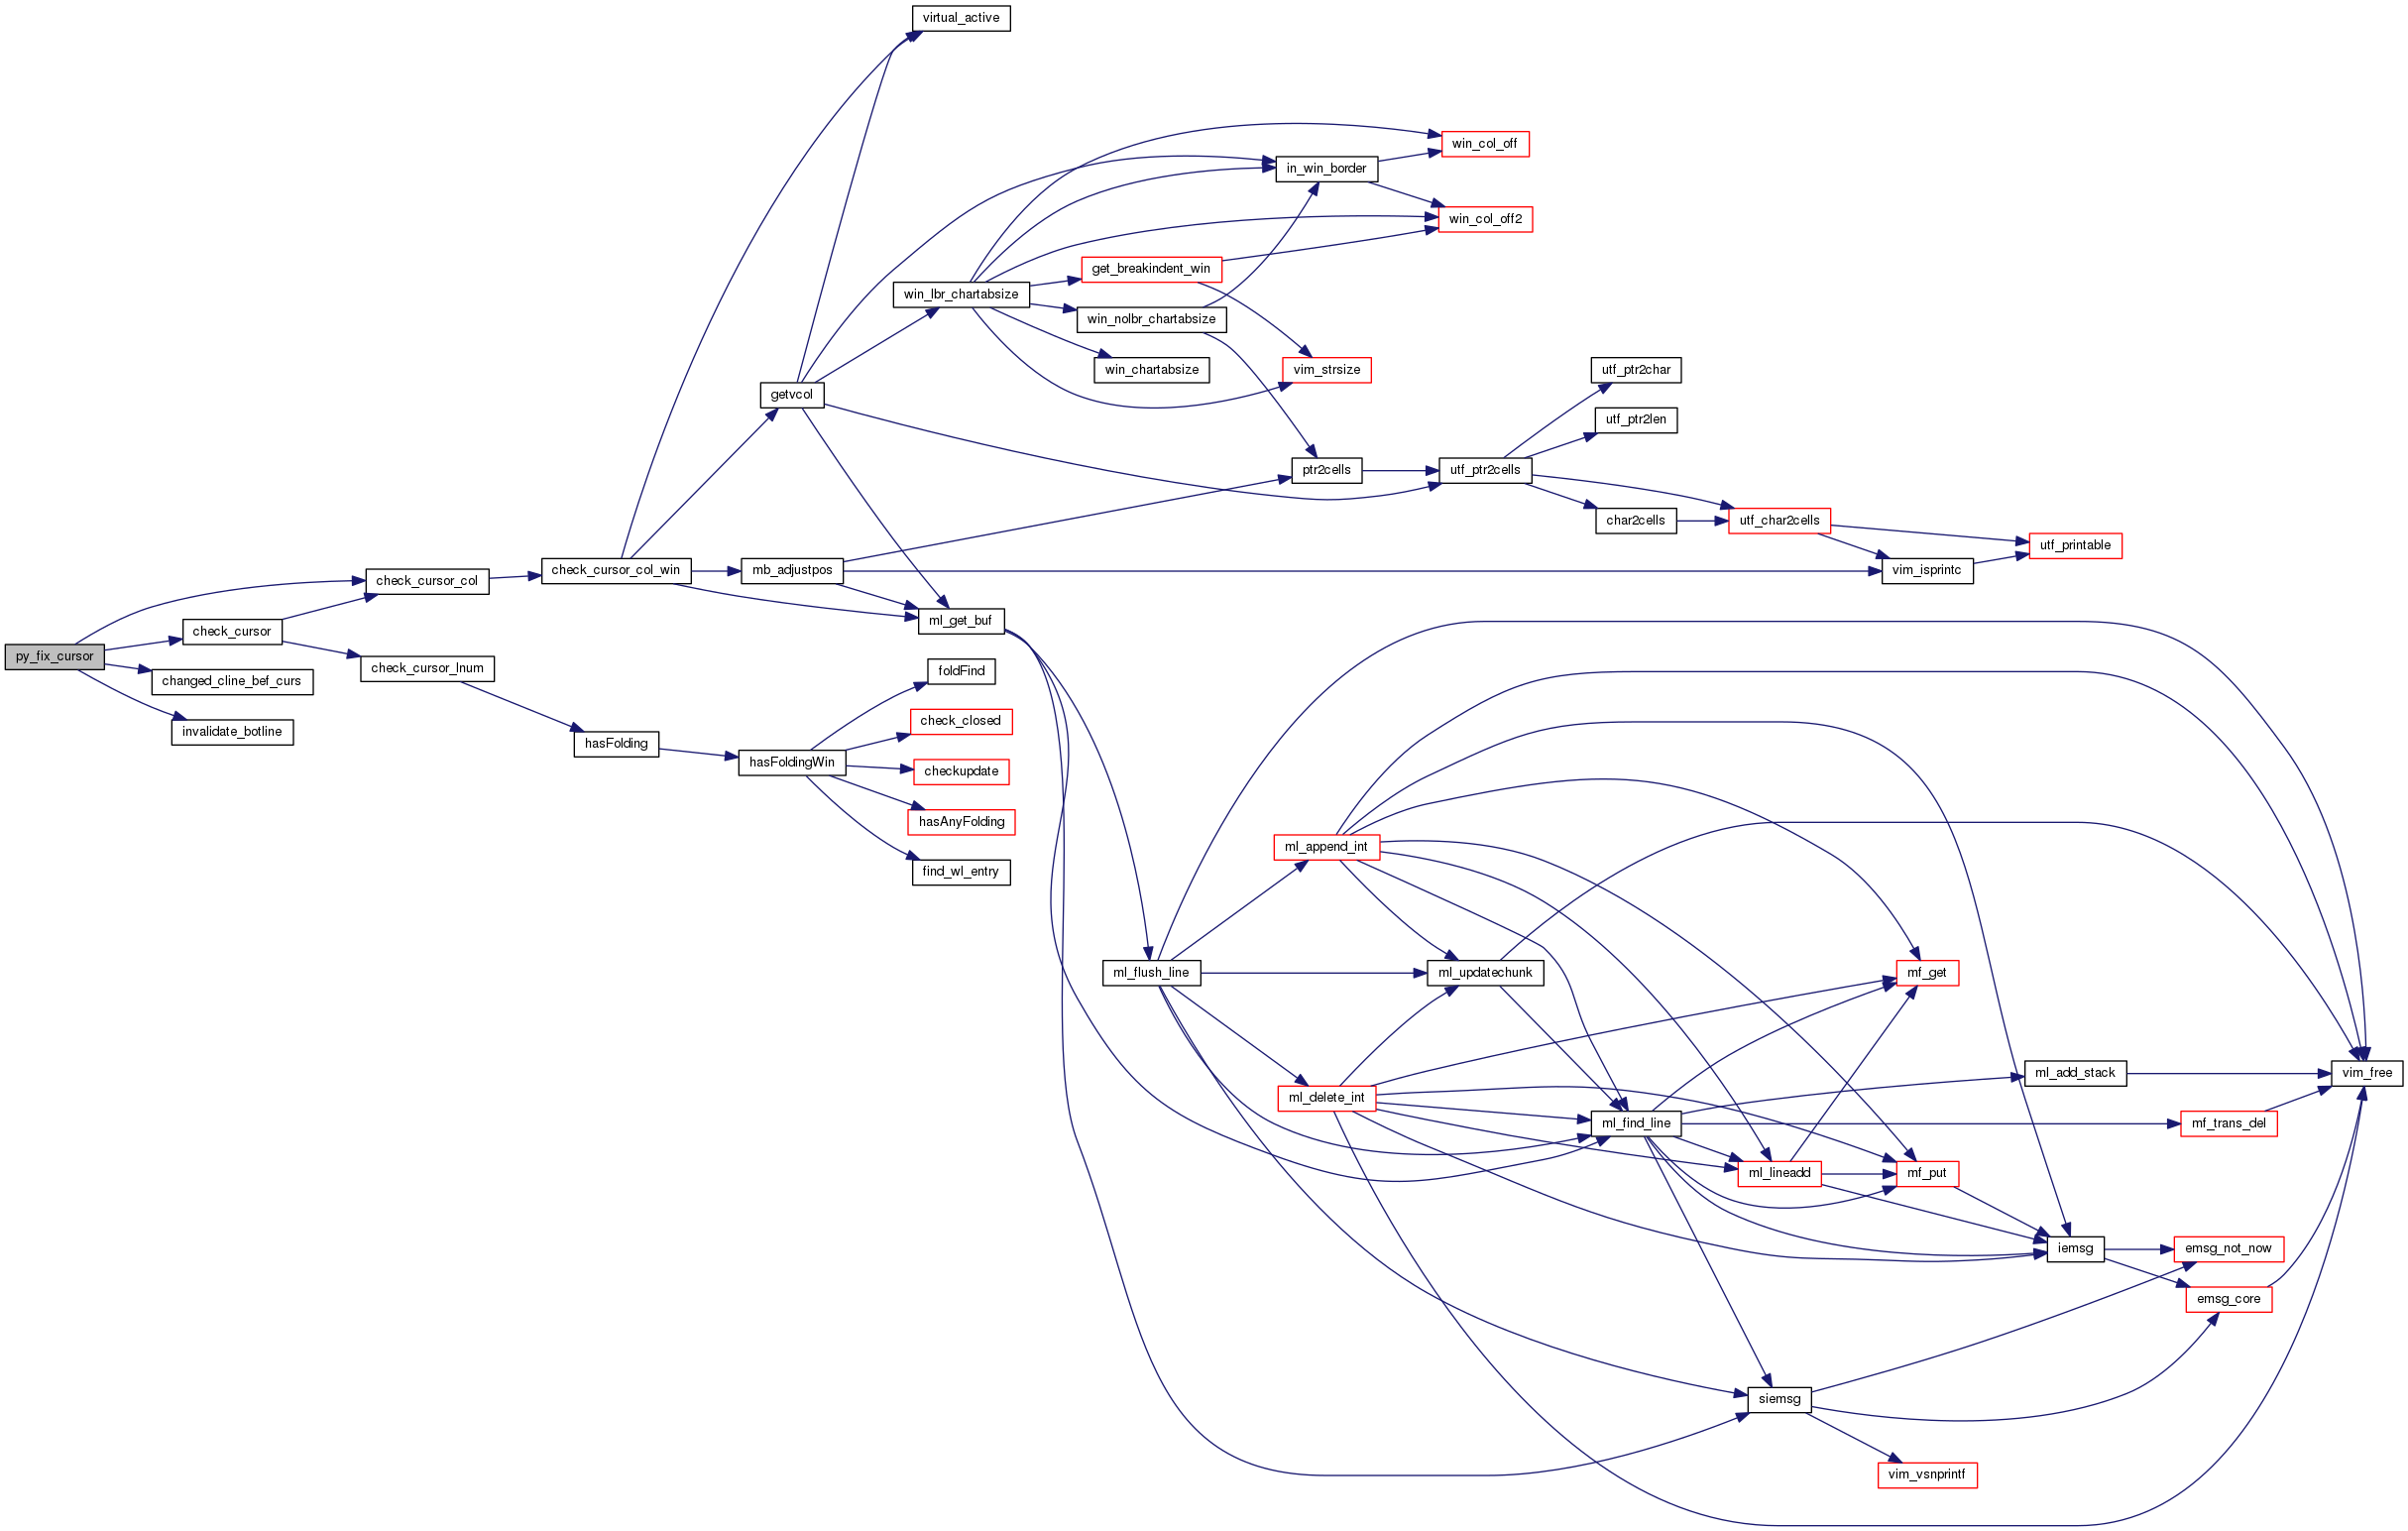 virtual_active
win_col_off
in_win_border
win_col_off2
get_breakindent_win
win_lbr_chartabsize
win_nolbr_chartabsize
utf_ptr2char
win_chartabsize
vim_strsize
getvcol
utf_ptr2len
ptr2cells
utf_ptr2cells
char2cells
utf_char2cells
utf_printable
check_cursor_col_win
mb_adjustpos
vim_isprintc
check_cursor_col
ml_get_buf
check_cursor
py_fix_cursor
check_cursor_lnum
foldFind
changed_cline_bef_curs
check_closed
invalidate_botline
hasFolding
hasFoldingWin
checkupdate
hasAnyFolding
ml_append_int
find_wl_entry
ml_flush_line
ml_updatechunk
mf_get
ml_add_stack
vim_free
ml_delete_int
ml_find_line
mf_trans_del
ml_lineadd
mf_put
iemsg
emsg_not_now
emsg_core
siemsg
vim_vsnprintf